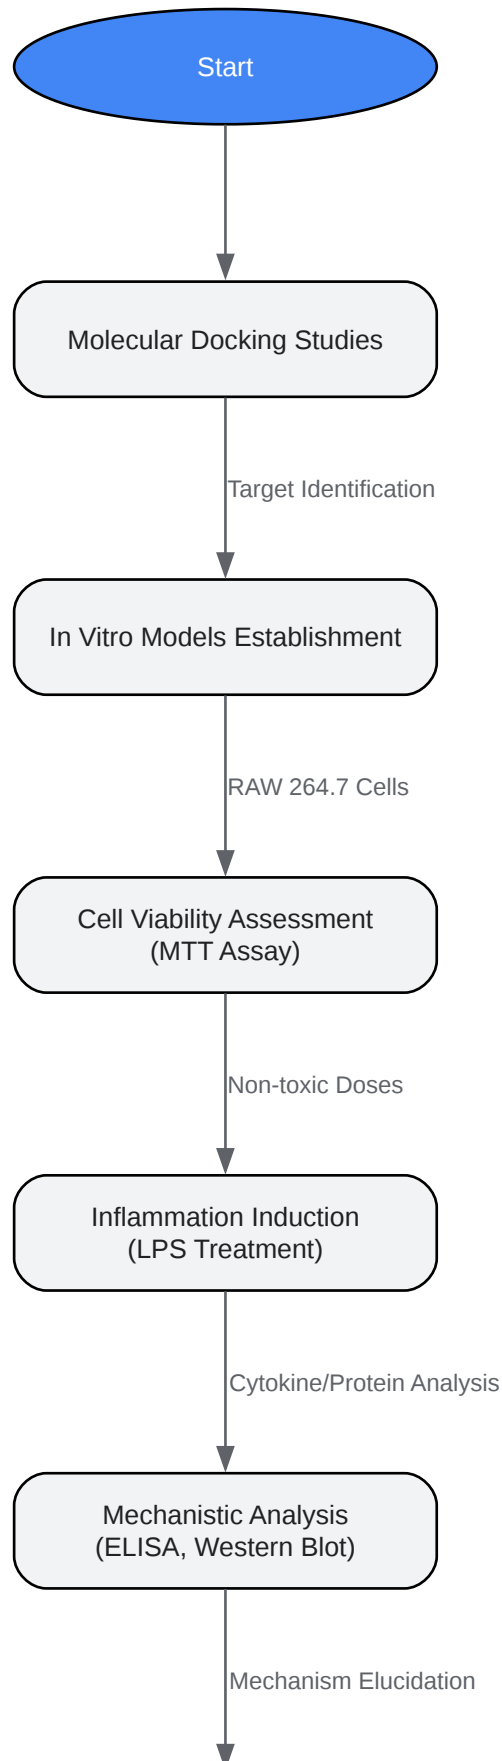 Start
Molecular Docking Studies
Target Identification
In Vitro Models Establishment
RAW 264.7 Cells
Cell Viability Assessment
(MTT Assay)
Non-toxic Doses
Inflammation Induction
(LPS Treatment)
Cytokine/Protein Analysis
Mechanistic Analysis
(ELISA, Western Blot)
Mechanism Elucidation